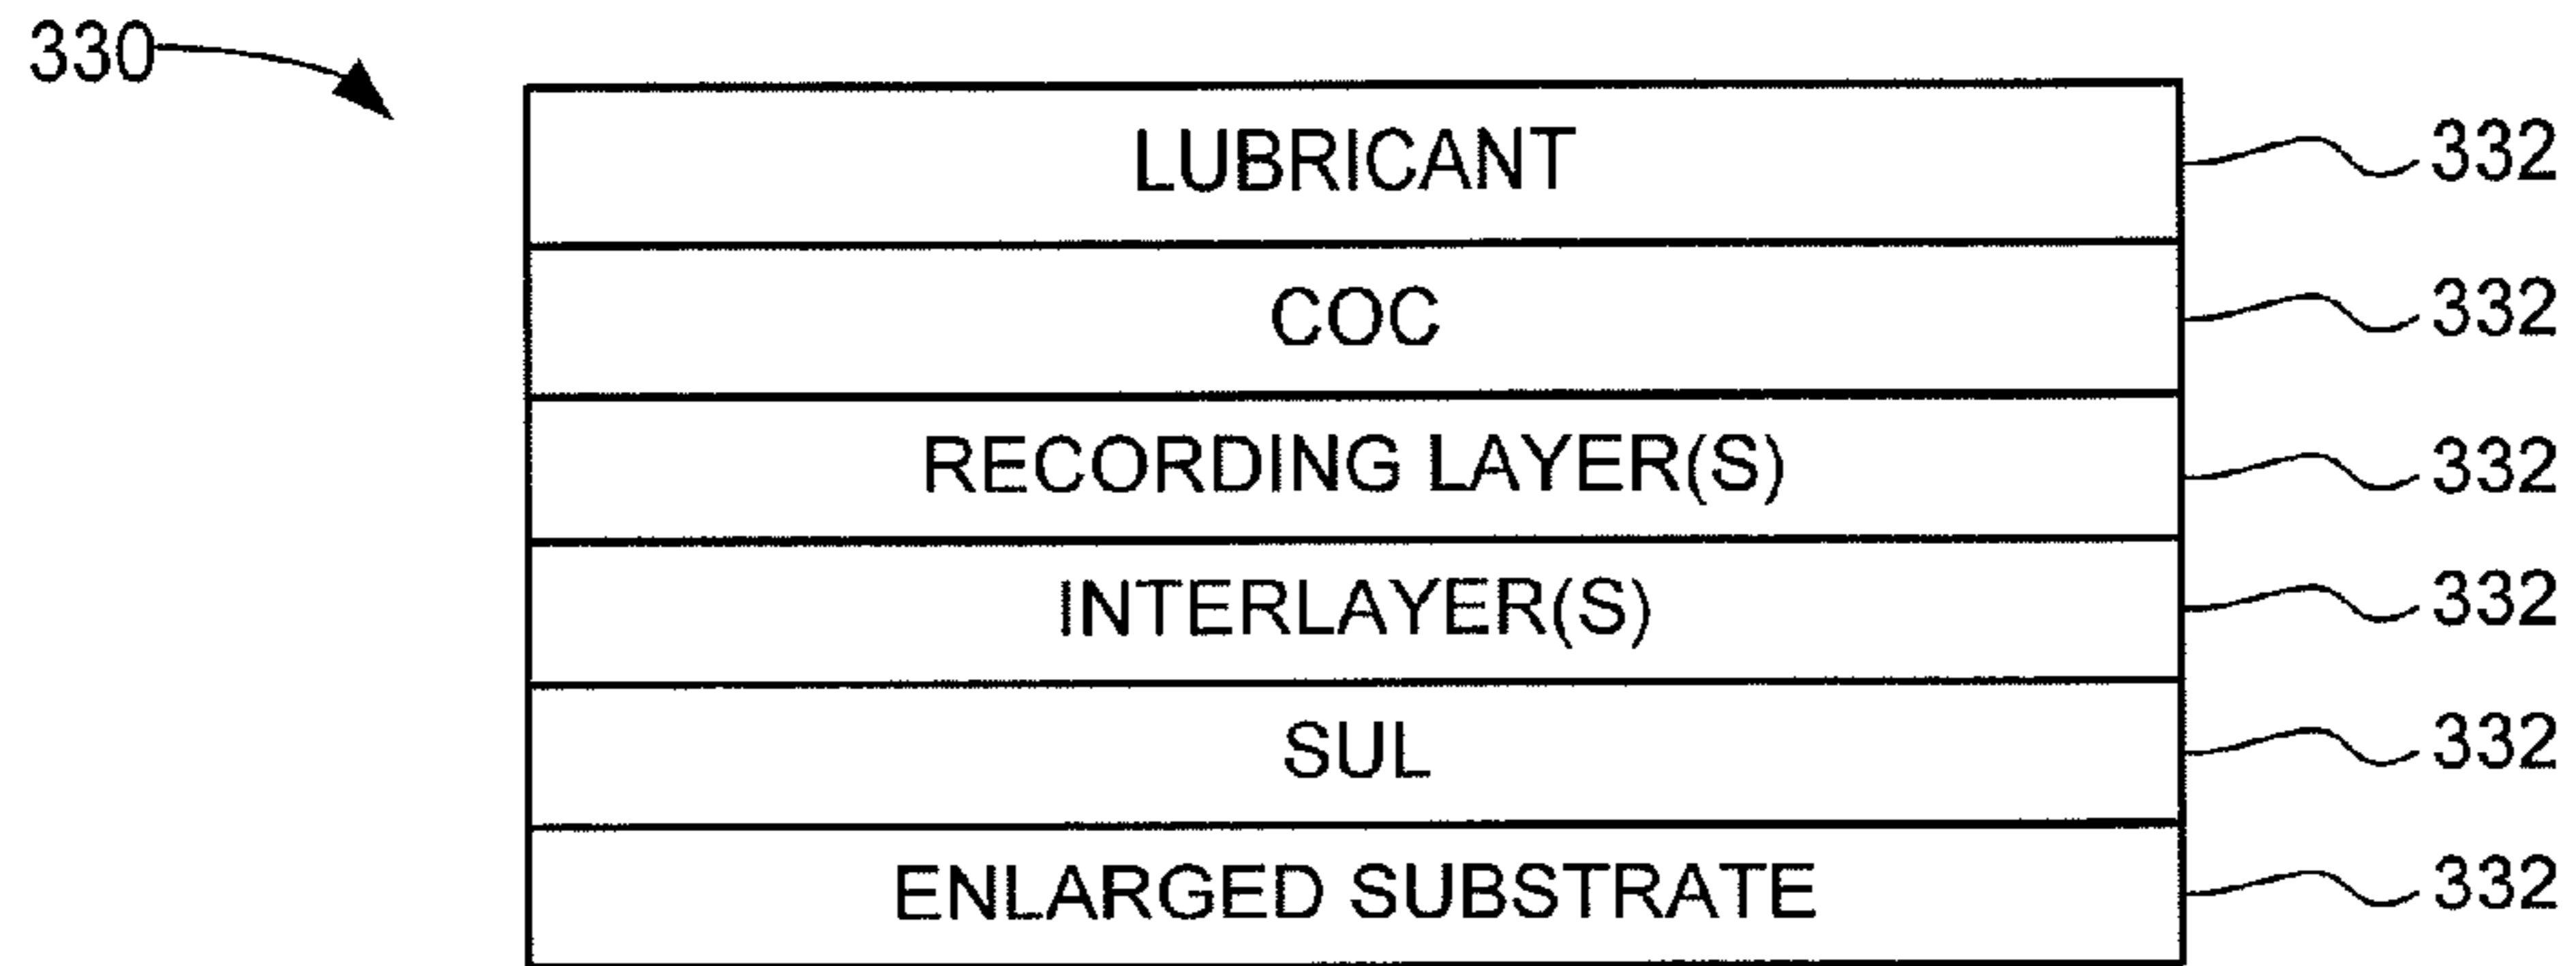 330
LUBRICANT 332
COC 332
RECORDING LAYER(S) 332
INTERLAYER(S) 332
SUL 332
ENLARGED SUBSTRATE 332